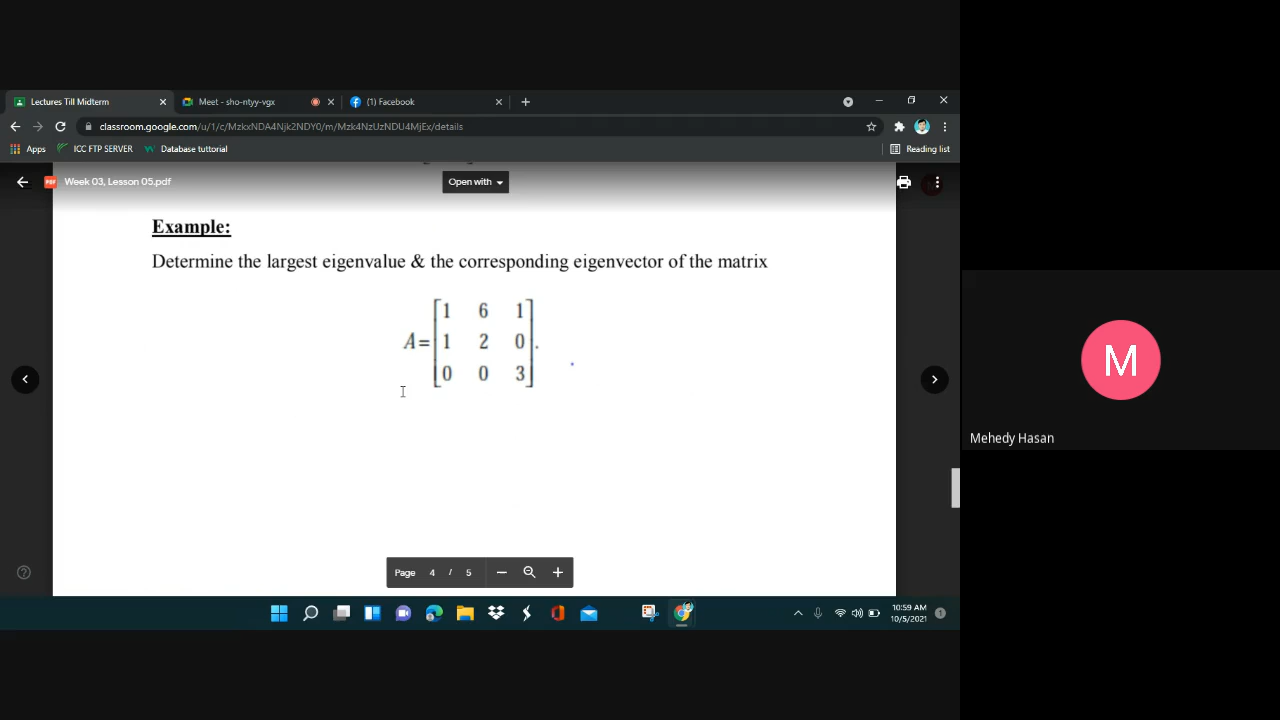 Lectures Till Midterm
Meet - sho-ntyy-vgx
(1) Facebook
classroom.google.com/u/1/c/MzkxNDA4Njk2NDY0/m/Mzk4NzUzNDU4MjEx/details
Apps
ICC FTP SERVER
Database tuttorial
Reading list
Week 03, Lesson 05.pdf
Open with
Example:
Determine the largest eigenvalue & the corresponding eigenvector of the matrix
1 6 1
A= 1 2 0 .
0 0 3
M
Mehedy Hasan
Page 4 / 5
10:59 AM
10/5/2021
1